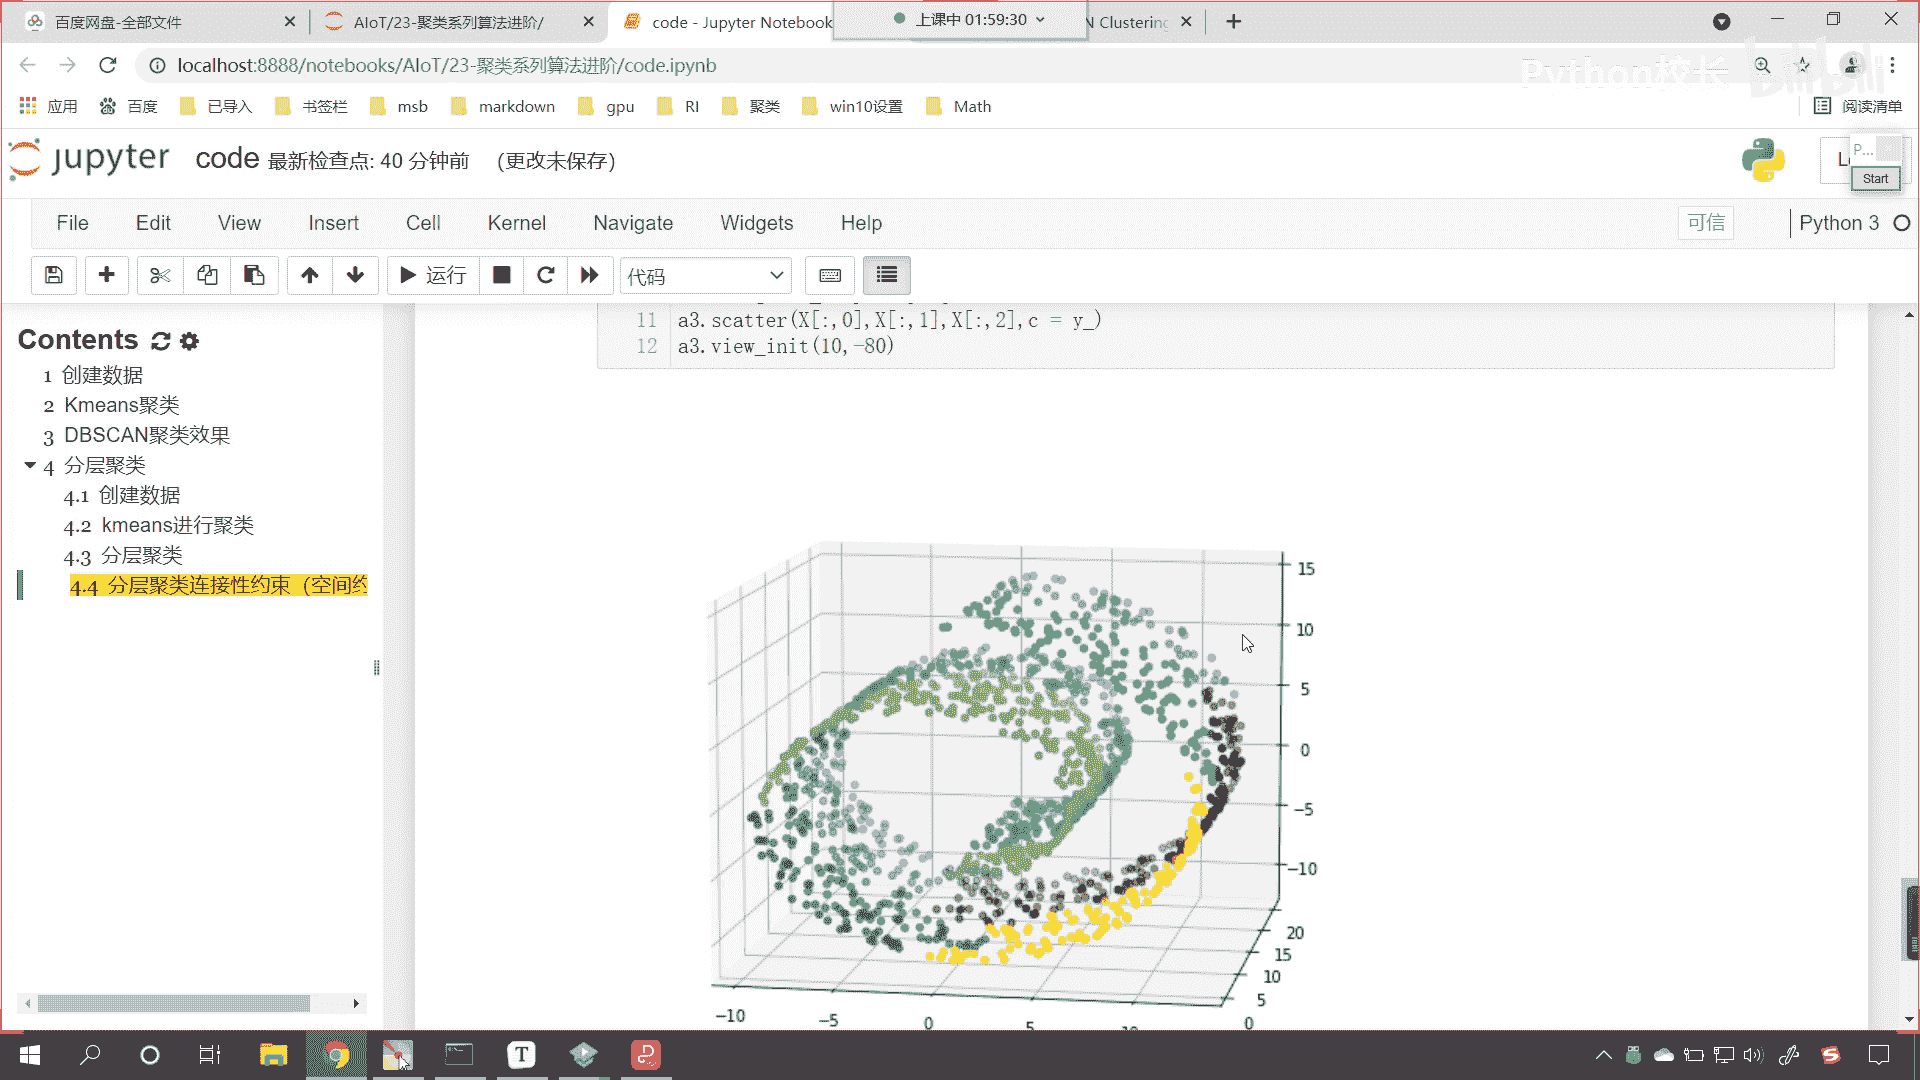 百度网盘-全部文件
AIoT/23-聚类系列算法进阶/
code - Jupyter Notebook
上课中 01:59:30
N Clustering
localhost:8888/notebooks/AIoT/23-聚类系列算法进阶/code.ipynb
Python校长
bilibili
应用 百度 已导入 书签栏 msb markdown gpu RI 聚类 win10设置 Math 阅读清单
jupyter code 最新检查点: 40 分钟前 (更改未保存)
P...
Start
File Edit View Insert Cell Kernel Navigate Widgets Help 可信 Python 3
运行 代码
Contents
1 创建数据
2 Kmeans聚类
3 DBSCAN聚类效果
4 分层聚类
4.1 创建数据
4.2 kmeans进行聚类
4.3 分层聚类
4.4 分层聚类连接性约束（空间约
11 a3.scatter(X[:,0],X[:,1],X[:,2],c = y_)
12 a3.view_init(10,-80)
15
10
5
0
-5
-10
20
15
10
5
0
-10 -5 0 5